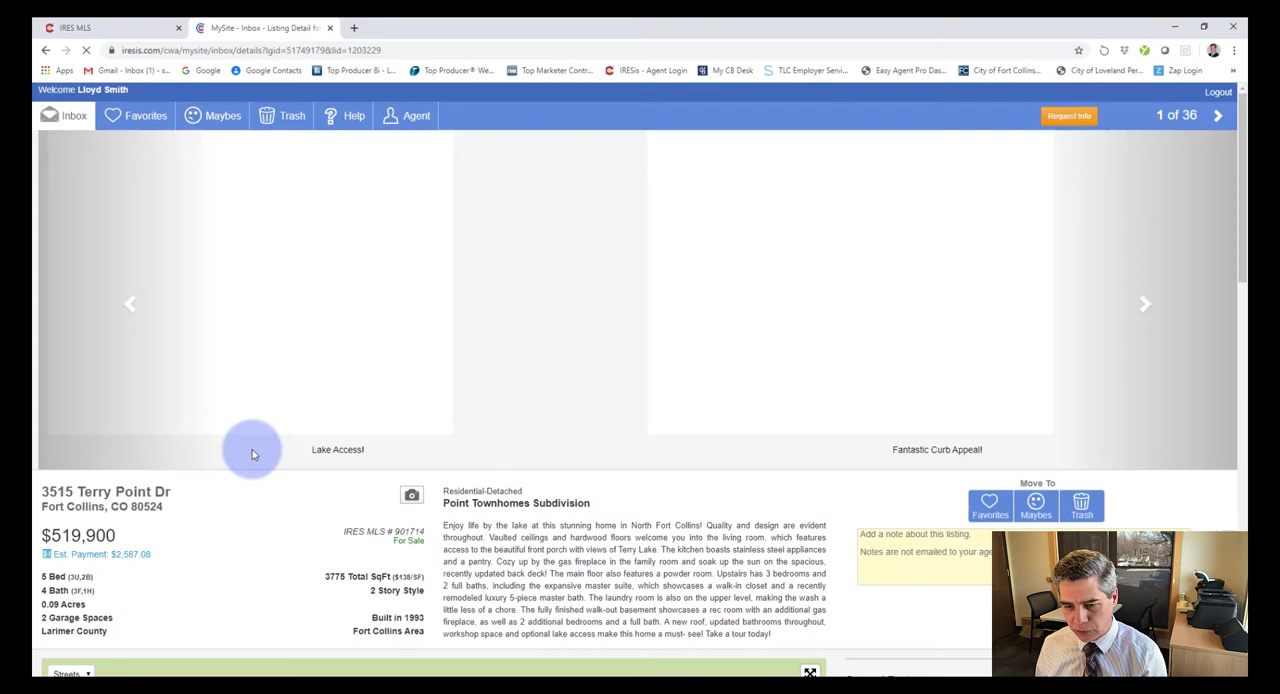 IRES MLS
MySite - Inbox - Listing Detail fo
iresis.com/cwa/mysite/inbox/details?lgid=51749179&lid=1203229
Apps
Gmail - Inbox (1) - s...
Google
Google Contacts
Top Producer 8i - L...
Top Producer® We...
Top Marketer Contr...
IRESis - Agent Login
My CB Desk
TLC Employer Servi...
Easy Agent Pro Das...
City of Fort Collins...
City of Loveland Per...
Zap Login
Welcome Lloyd Smith
Logout
Inbox
Favorites
Maybes
Trash
Help
Agent
Request Info
1 of 36
Lake Access!
Fantastic Curb Appeal!
3515 Terry Point Dr
Fort Collins, CO 80524
$519,900
Est. Payment: $2,587.08
IRES MLS # 901714
For Sale
5 Bed (3U,2B)
3775 Total SqFt ($138/SF)
4 Bath (3F,1H)
2 Story Style
0.09 Acres
2 Garage Spaces
Built in 1993
Larimer County
Fort Collins Area
Residential-Detached
Point Townhomes Subdivision
Enjoy life by the lake at this stunning home in North Fort Collins! Quality and design are evident
throughout. Vaulted ceilings and hardwood floors welcome you into the living room, which features
access to the beautiful front porch with views of Terry Lake. The kitchen boasts stainless steel appliances
and a pantry. Cozy up by the gas fireplace in the family room and soak up the sun on the spacious,
recently updated back deck! The main floor also features a powder room. Upstairs has 3 bedrooms and
2 full baths, including the expansive master suite, which showcases a walk-in closet and a recently
remodeled luxury 5-piece master bath. The laundry room is also on the upper level, making the wash a
little less of a chore. The fully finished walk-out basement showcases a rec room with an additional gas
fireplace, as well as 2 additional bedrooms and a full bath. A new roof, updated bathrooms throughout,
workshop space and optional lake access make this home a must- see! Take a tour today!
Move To
Favorites
Maybes
Trash
Add a note about this listing.
Notes are not emailed to your age
Streets